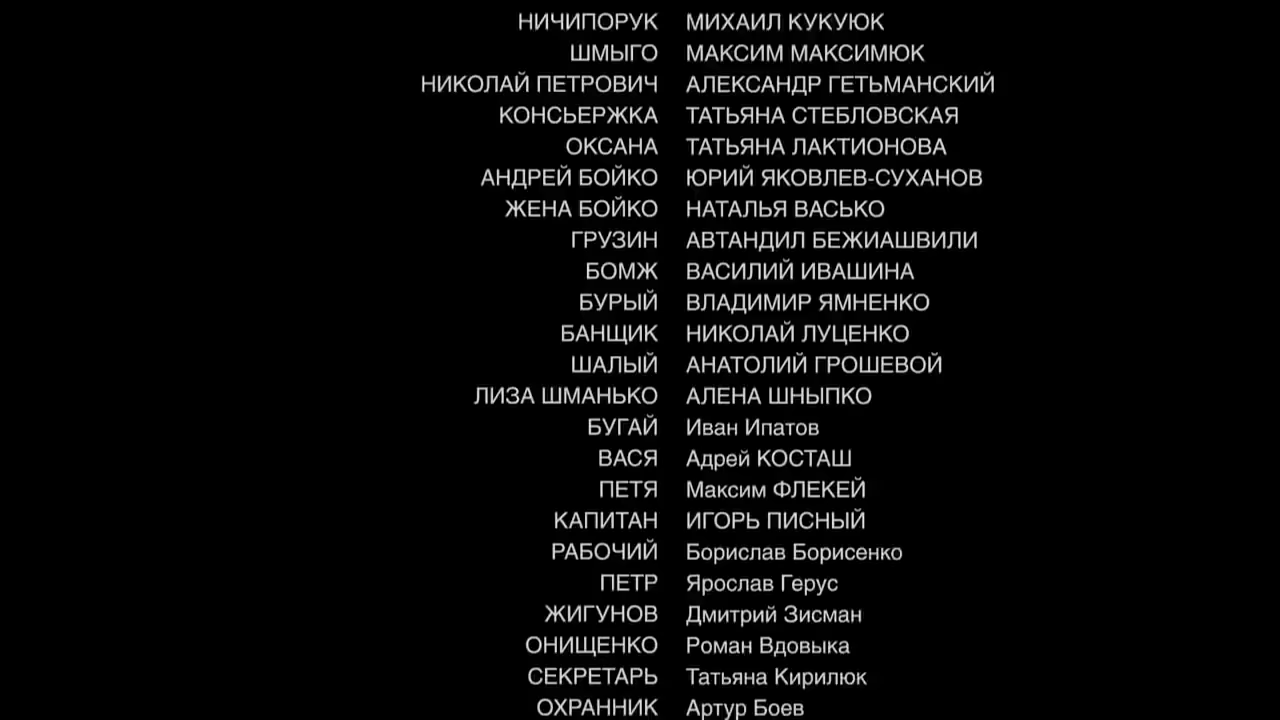 НИЧИПОРУК МИХАИЛ КУКУЮК
ШМЫГО МАКСИМ МАКСИМЮК
НИКОЛАЙ ПЕТРОВИЧ АЛЕКСАНДР ГЕТЬМАНСКИЙ
КОНСЬЕРЖКА ТАТЬЯНА СТЕБЛОВСКАЯ
ОКСАНА ТАТЬЯНА ЛАКТИОНОВА
АНДРЕЙ БОЙКО ЮРИЙ ЯКОВЛЕВ-СУХАНОВ
ЖЕНА БОЙКО НАТАЛЬЯ ВАСЬКО
ГРУЗИН АВТАНДИЛ БЕЖИАШВИЛИ
БОМЖ ВАСИЛИЙ ИВАШИНА
БУРЫЙ ВЛАДИМИР ЯМНЕНКО
БАНЩИК НИКОЛАЙ ЛУЦЕНКО
ШАЛЫЙ АНАТОЛИЙ ГРОШЕВОЙ
ЛИЗА ШМАНЬКО АЛЕНА ШНЫПКО
БУГАЙ Иван Ипатов
ВАСЯ Адрей КОСТАШ
ПЕТЯ Максим ФЛЕКЕЙ
КАПИТАН ИГОРЬ ПИСНЫЙ
РАБОЧИЙ Борислав Борисенко
ПЕТР Ярослав Герус
ЖИГУНОВ Дмитрий Зисман
ОНИЩЕНКО Роман Вдовыка
СЕКРЕТАРЬ Татьяна Кирилюк
ОХРАННИК Артур Боев